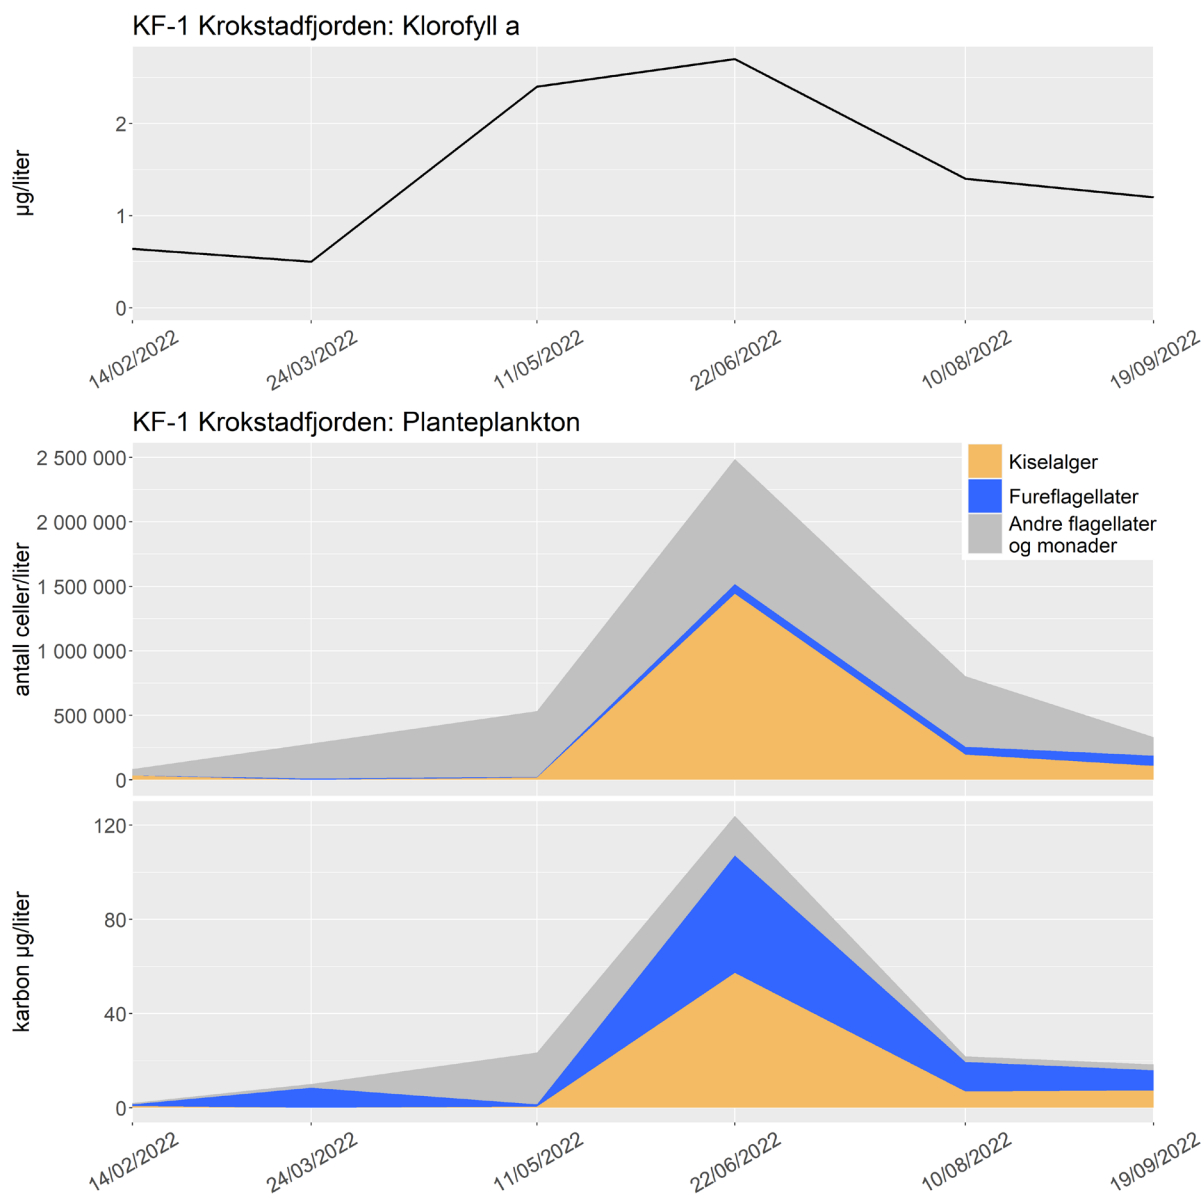 KF-1 Krokstadfjorden: Klorofyll a
µg/liter
2
1
0
14/02/2022
24/03/2022
11/05/2022
22/06/2022
10/08/2022
19/09/2022
KF-1 Krokstadfjorden: Planteplankton
antall celler/liter
2 500 000
2 000 000
1 500 000
1 000 000
500 000
0
Kiselalger
Fureflagellater
Andre flagellater
og monader
karbon µg/liter
120
80
40
0
14/02/2022
24/03/2022
11/05/2022
22/06/2022
10/08/2022
19/09/2022